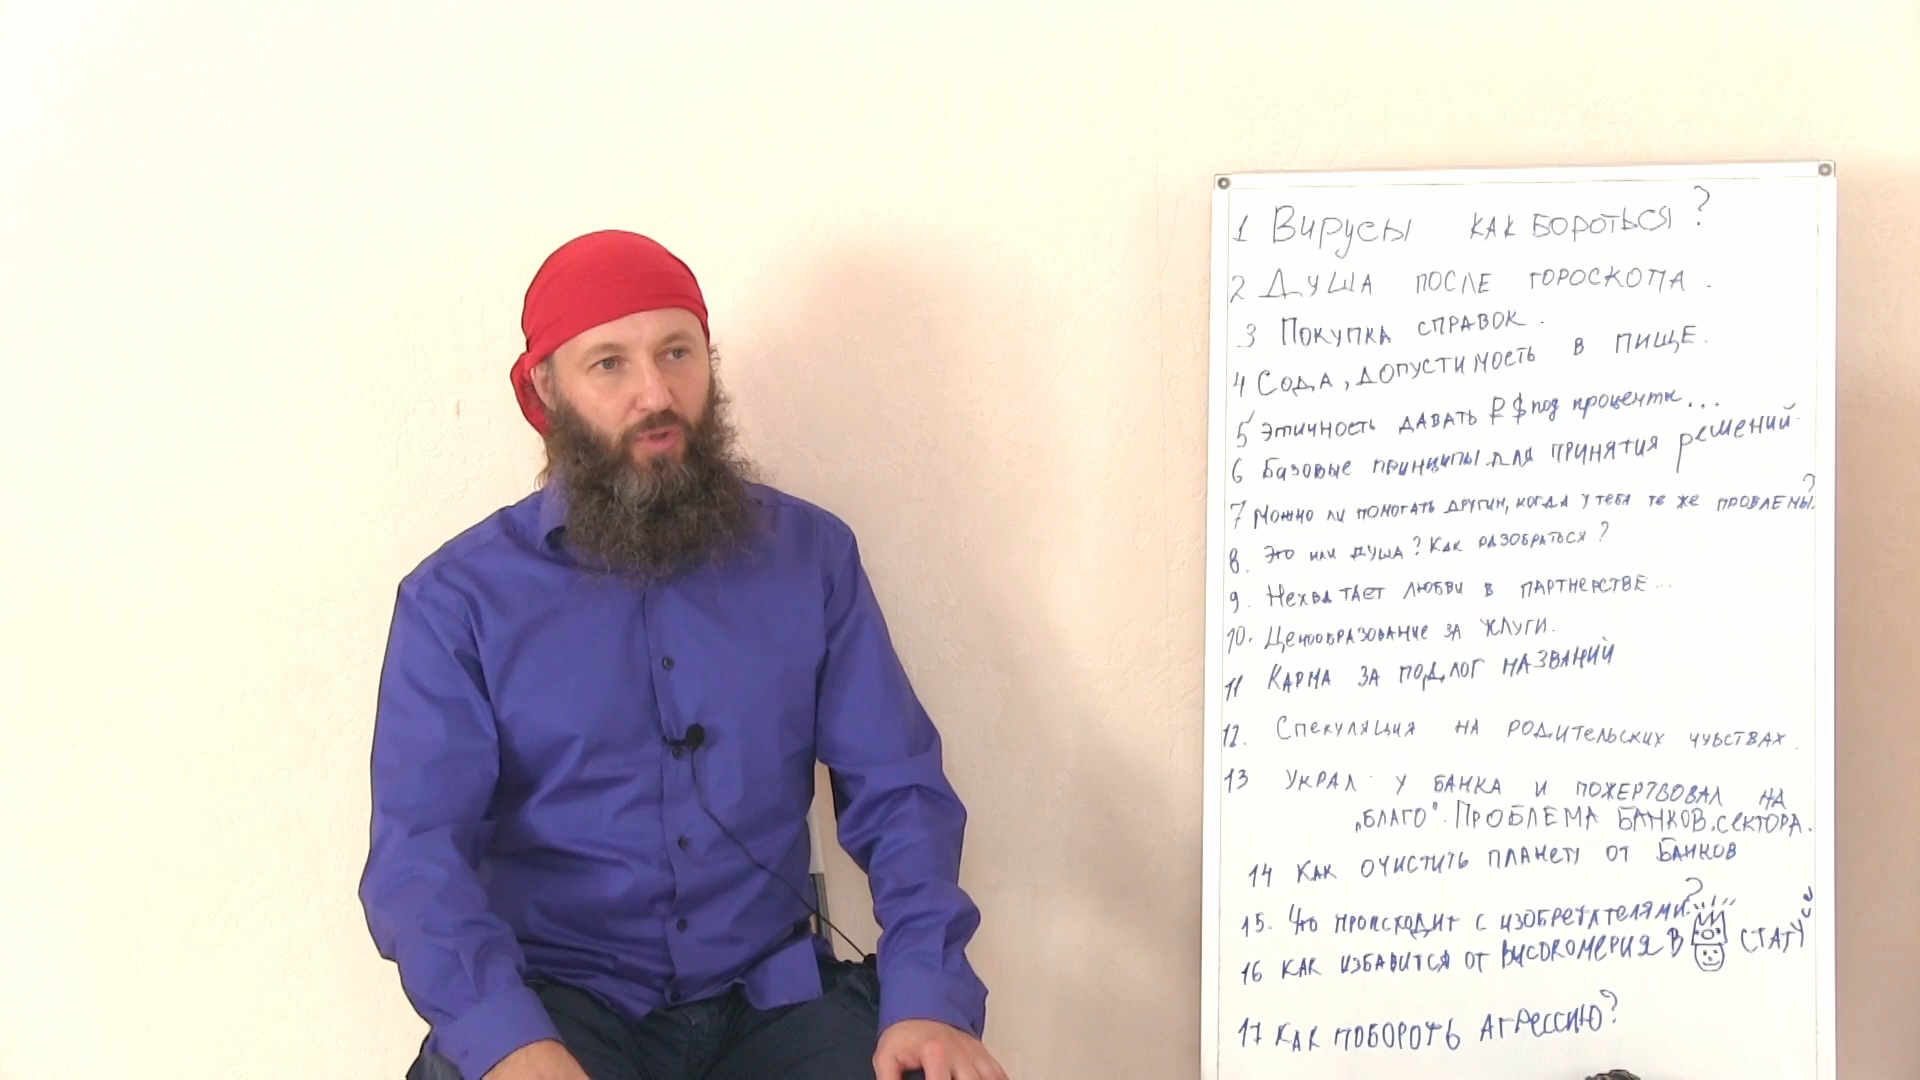 1 Вирусы как бороться?
2 Душа после гороскопа.
3 Покупка справок.
4 Сода, допустимость в пище.
5 Этичность давать ₽ $ под проценты...
6 Базовые принципы для принятия решений.
7 Можно ли помогать другим, когда у тебя те же проблемы?
8. Это или душа? Как разобраться?
9. Нехватает любви в партнерстве...
10. Ценообразование за услуги.
11 Карма за подлог названий
12. Спекуляция на родительских чувствах.
13 Украл у банка и пожертвовал на
„благо". Проблема банков. сектора.
14 Как очистить планету от банков
15. Что происходит с изобретателями?
16 Как избавится от высокомерия в статусе
17 Как побороть агрессию?